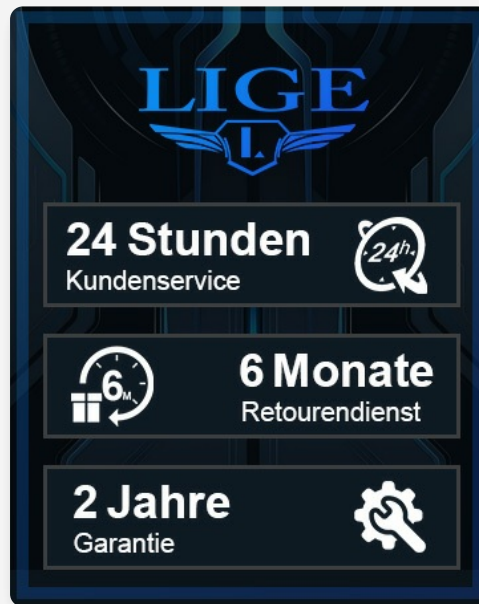 LIGE
L
24 Stunden
Kundenservice
24h
6 Monate
Retourendienst
6M
2 Jahre
Garantie